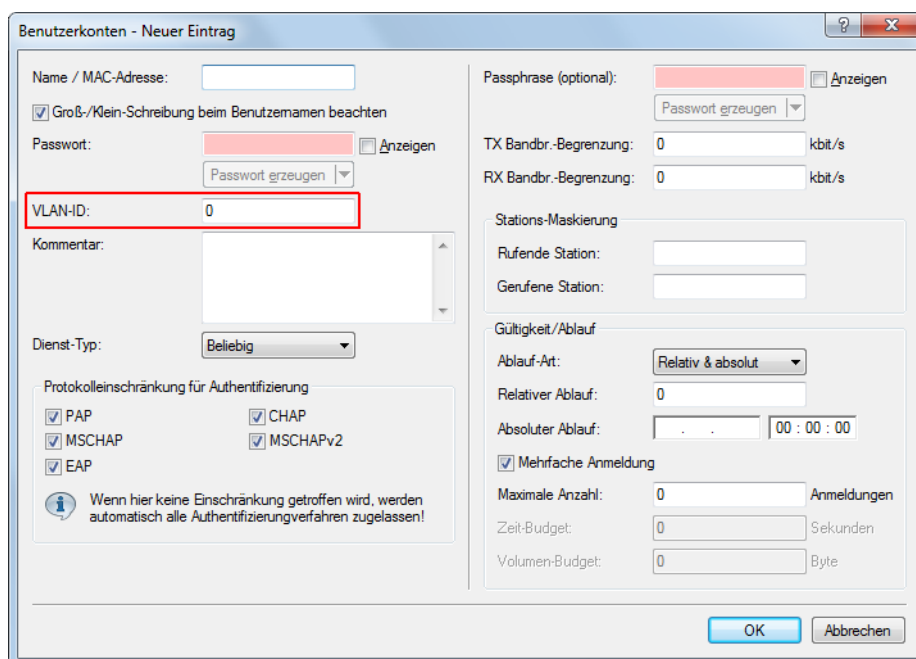 Benutzerkonten - Neuer Eintrag
?
Name / MAC-Adresse:
Groß-/Klein-Schreibung beim Benutzernamen beachten
Passwort:
Anzeigen
Passwort erzeugen
VLAN-ID:
0
Kommentar:
Dienst-Typ:
Beliebig
Protokolleinschränkung für Authentifizierung
PAP
CHAP
MSCHAP
MSCHAPv2
EAP
Wenn hier keine Einschränkung getroffen wird, werden
automatisch alle Authentifizierungverfahren zugelassen!
Passphrase (optional):
Anzeigen
Passwort erzeugen
TX Bandbr.-Begrenzung:
0
kbit/s
RX Bandbr.-Begrenzung:
0
kbit/s
Stations-Maskierung
Rufende Station:
Gerufene Station:
Gültigkeit/Ablauf
Ablauf-Art:
Relativ & absolut
Relativer Ablauf:
0
Absoluter Ablauf:
. .
00 : 00 : 00
Mehrfache Anmeldung
Maximale Anzahl:
0
Anmeldungen
Zeit-Budget:
0
Sekunden
Volumen-Budget:
0
Byte
OK
Abbrechen